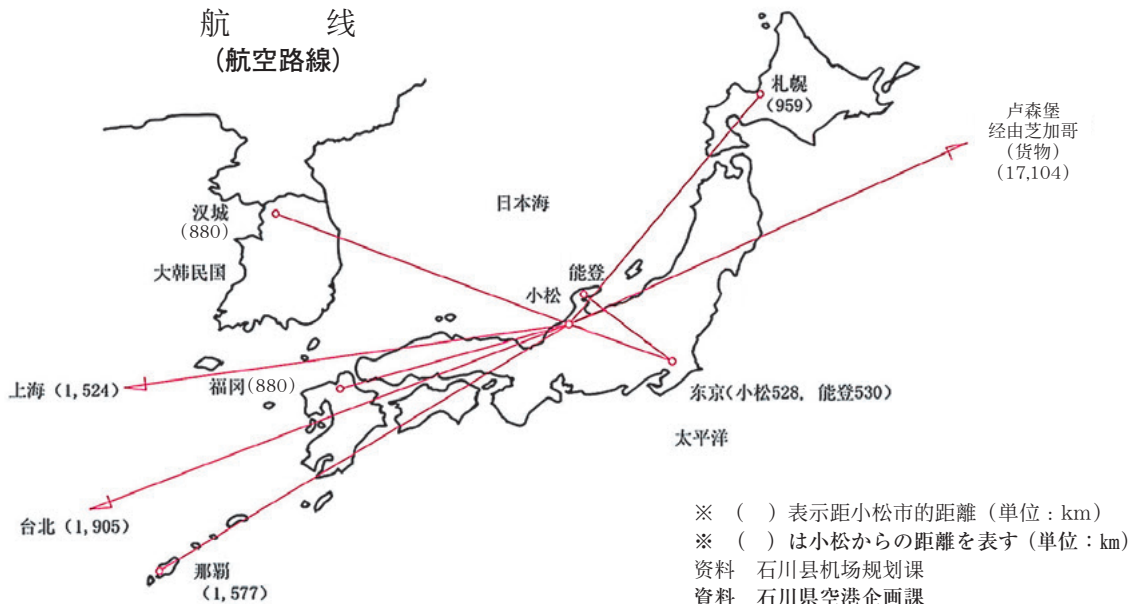 航　　线
(航空路線)
札幌
(959)
卢森堡
经由芝加哥
(货物)
(17,104)
日本海
汉城
(880)
大韩民国
能登
小松
上海 (1,524)
福冈(880)
东京(小松528, 能登530)
太平洋
台北 (1,905)
那覇
(1,577)
※ ( ) 表示距小松市的距離 (単位：km)
※ ( ) は小松からの距離を表す (単位：㎞)
资料 石川县机场规划课
資料 石川県空港企画課